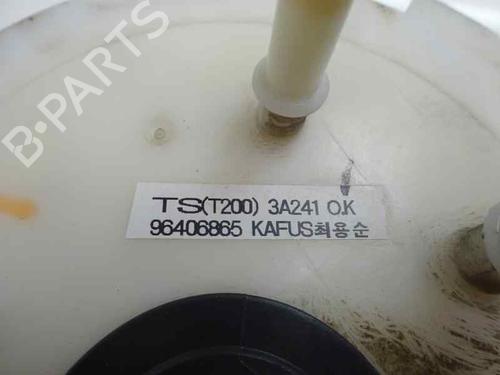 B-PARTS
TS(T200) 3A241 O.K
96406865 KAFUS최용순